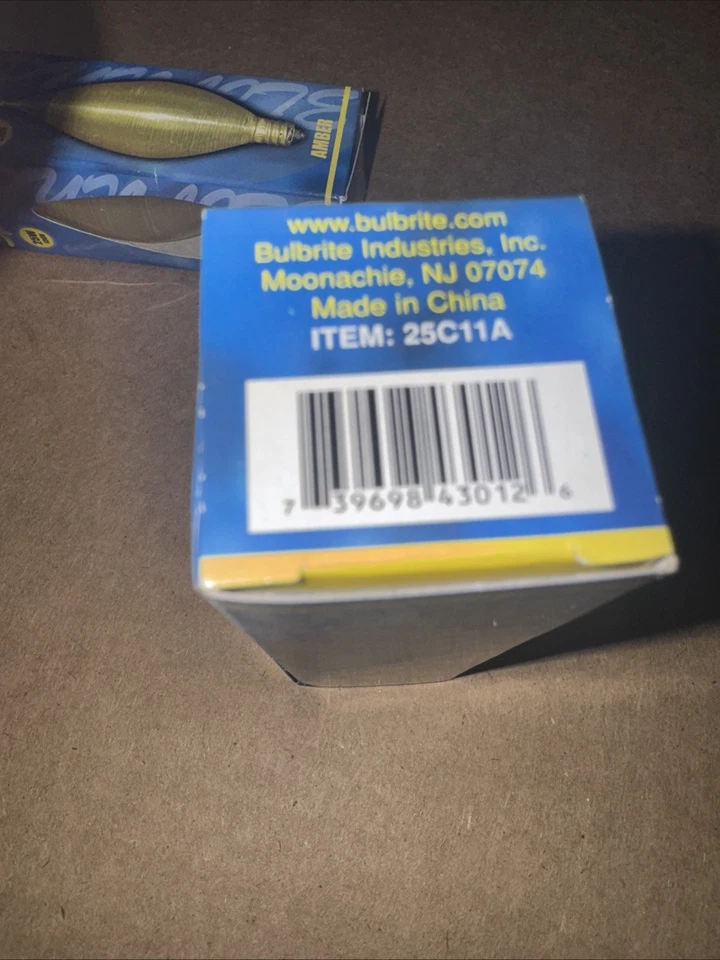 AMBER
www.bulbrite.com
Bulbrite Industries, Inc.
Moonachie, NJ 07074
Made in China
ITEM: 25C11A
7 39698 43012 6